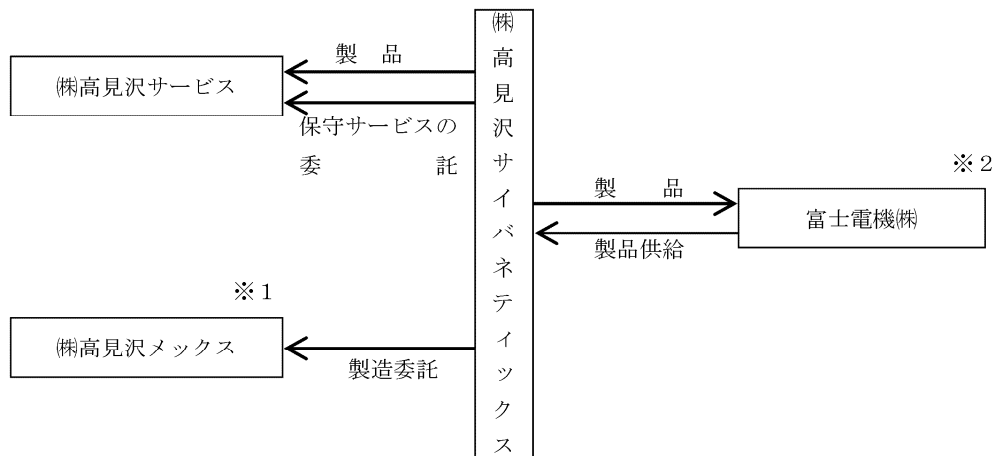 ㈱高見沢サービス
製 品
保守サービスの
委 託
※1
㈱高見沢メックス
製造委託
㈱高見沢サイバネティックス
製 品
製品供給
※2
富士電機㈱